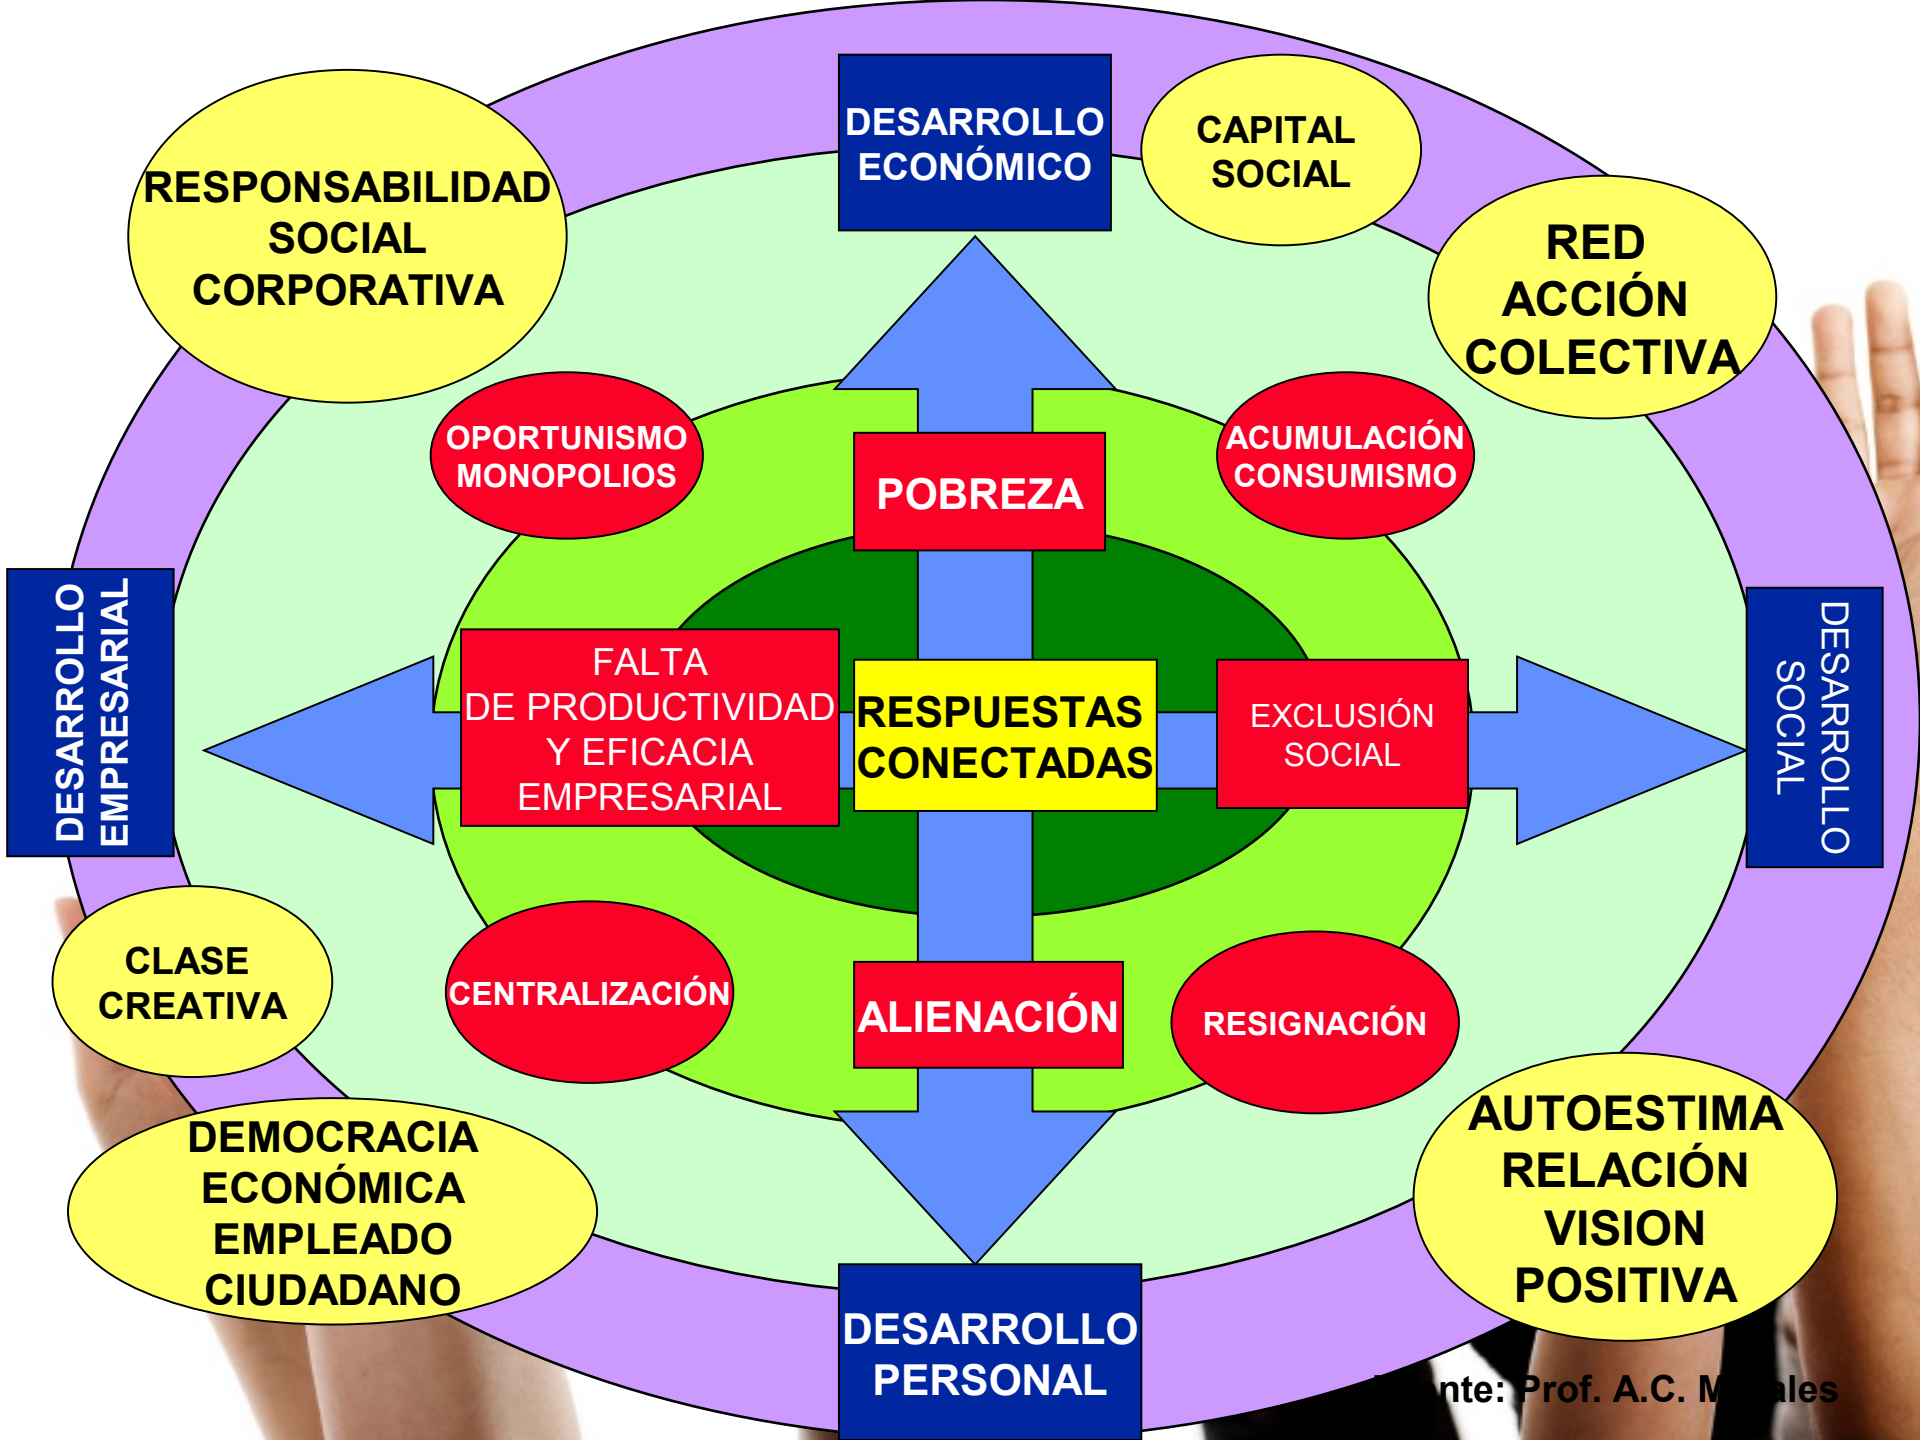 DESARROLLO
ECONÓMICO
CAPITAL
SOCIAL
RESPONSABILIDAD
SOCIAL
CORPORATIVA
RED
ACCIÓN
COLECTIVA
OPORTUNISMO
MONOPOLIOS
POBREZA
ACUMULACIÓN
CONSUMISMO
DESARROLLO
EMPRESARIAL
FALTA
DE PRODUCTIVIDAD
Y EFICACIA
EMPRESARIAL
RESPUESTAS
CONECTADAS
EXCLUSIÓN
SOCIAL
DESARROLLO
SOCIAL
CLASE
CREATIVA
CENTRALIZACIÓN
ALIENACIÓN
RESIGNACIÓN
DEMOCRACIA
ECONÓMICA
EMPLEADO
CIUDADANO
AUTOESTIMA
RELACIÓN
VISION
POSITIVA
DESARROLLO
PERSONAL
Prof. A.C.